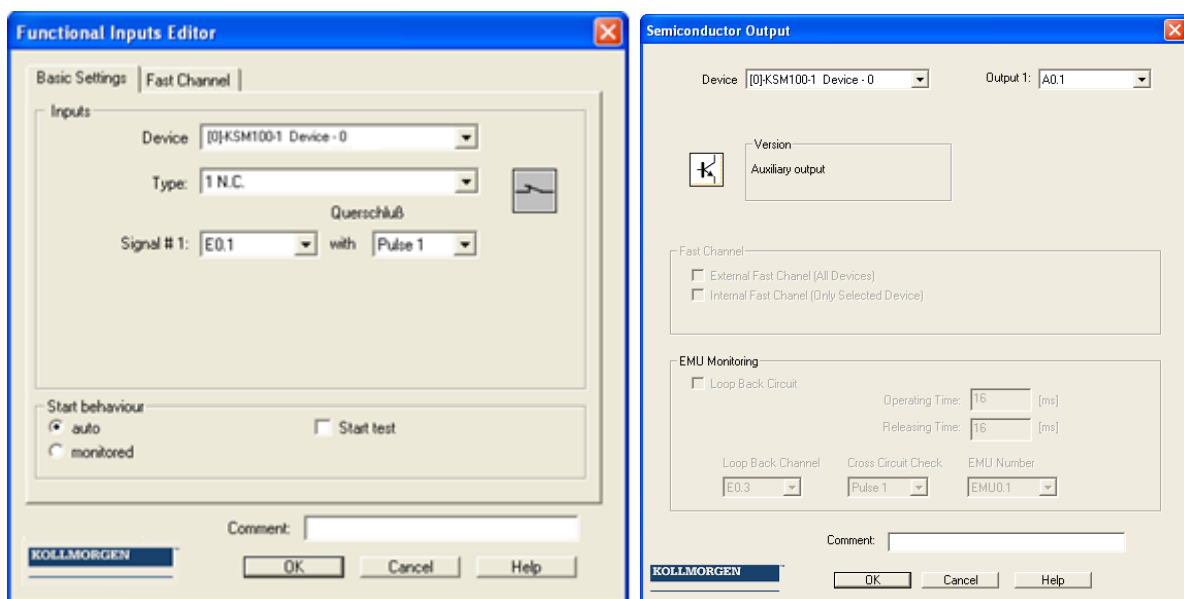 Functional Inputs Editor
Basic Settings Fast Channel
Inputs
Device [0]-KSM100-1 Device - 0
Type: 1 N.C.
Querschluß
Signal # 1: E0.1 with Pulse 1
Start behaviour
auto Start test
monitored
Comment:
KOLLMORGEN
OK Cancel Help
Semiconductor Output
Device [0]-KSM100-1 Device - 0 Output 1: A0.1
Version
Auxiliary output
Fast Channel
External Fast Chanel (All Devices)
Internal Fast Chanel (Only Selected Device)
EMU Monitoring
Loop Back Circuit
Operating Time: 16 [ms]
Releasing Time: 16 [ms]
Loop Back Channel Cross Circuit Check EMU Number
E0.3 Pulse 1 EMU0.1
Comment:
KOLLMORGEN
OK Cancel Help